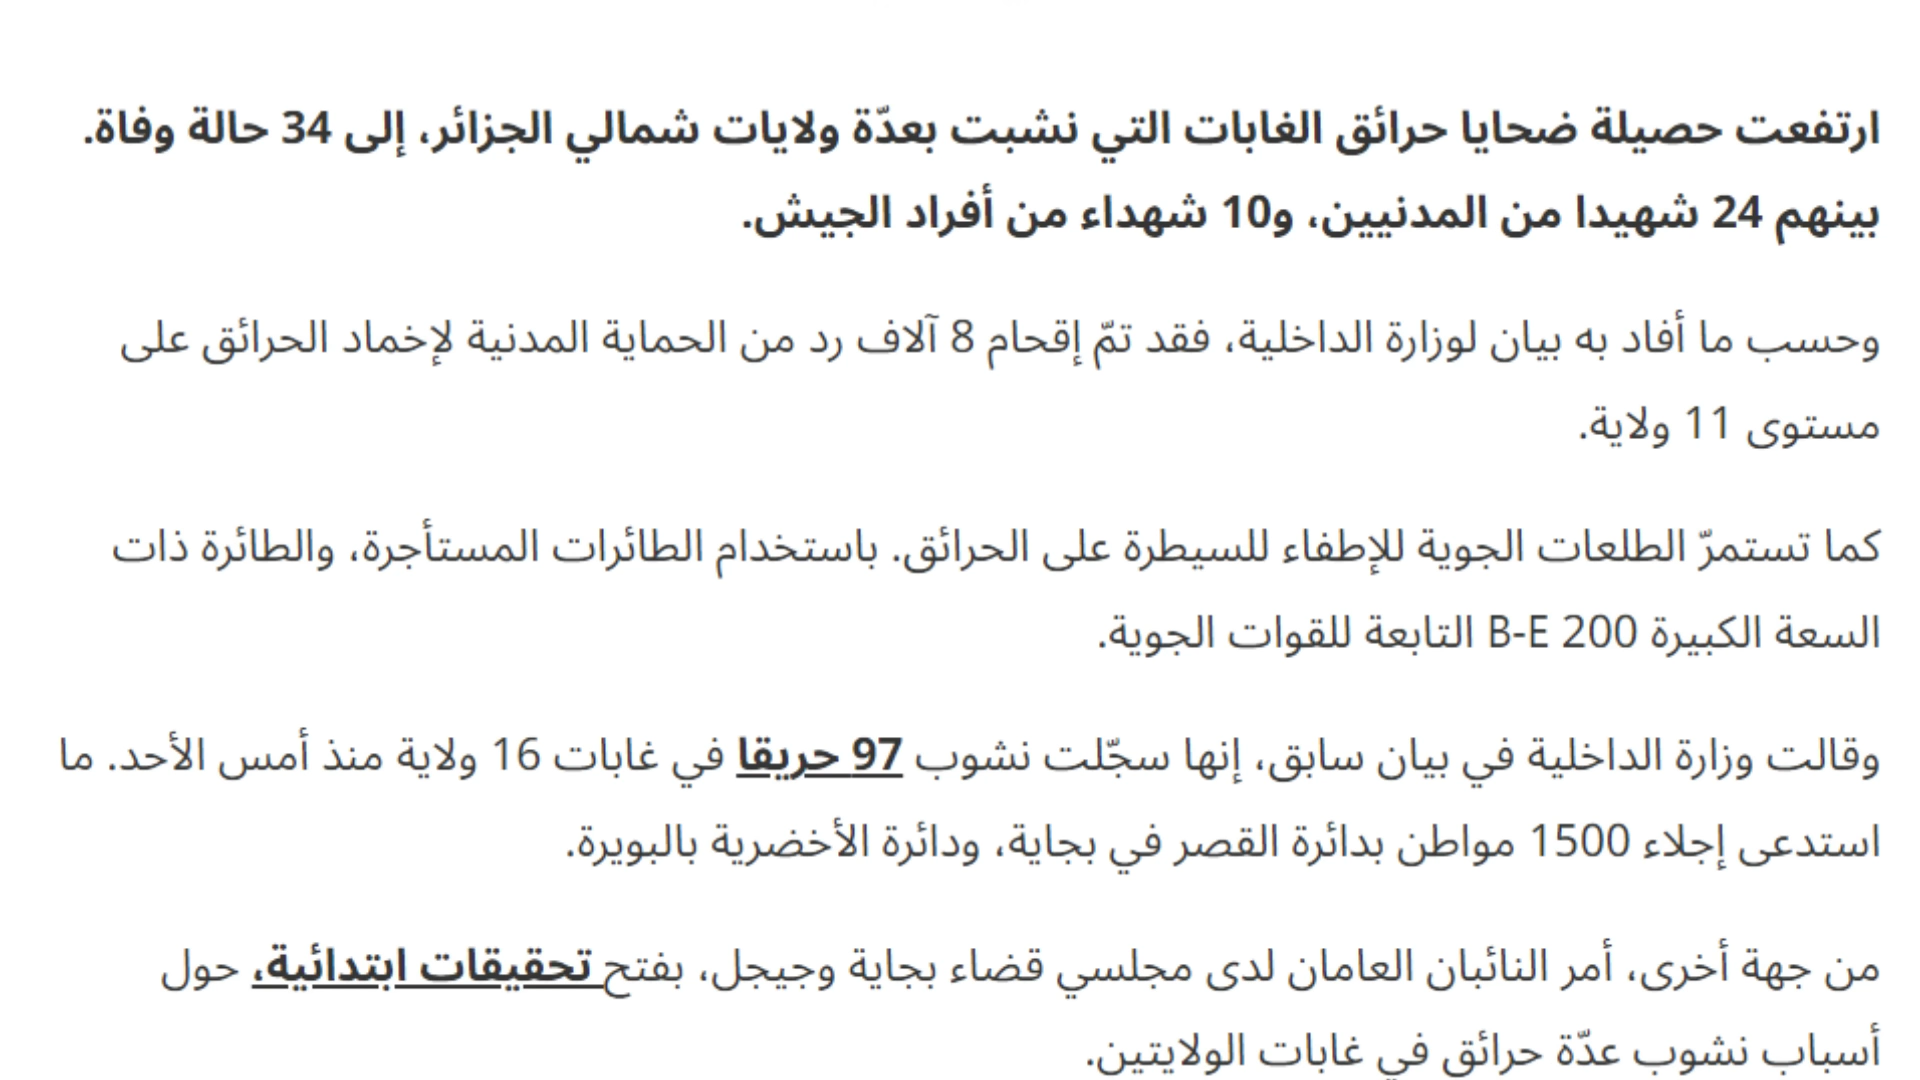 ارتفعت حصيلة ضحايا حرائق الغابات التي نشبت بعدّة ولايات شمالي الجزائر، إلى 34 حالة وفاة.
بينهم 24 شهيدا من المدنيين، و10 شهداء من أفراد الجيش.
وحسب ما أفاد به بيان لوزارة الداخلية، فقد تمّ إقحام 8 آلاف رد من الحماية المدنية لإخماد الحرائق على
مستوى 11 ولاية.
كما تستمرّ الطلعات الجوية للإطفاء للسيطرة على الحرائق. باستخدام الطائرات المستأجرة، والطائرة ذات
السعة الكبيرة B-E 200 التابعة للقوات الجوية.
وقالت وزارة الداخلية في بيان سابق، إنها سجّلت نشوب 97 حريقا في غابات 16 ولاية منذ أمس الأحد. ما
استدعى إجلاء 1500 مواطن بدائرة القصر في بجاية، ودائرة الأخضرية بالبويرة.
من جهة أخرى، أمر النائبان العامان لدى مجلسي قضاء بجاية وجيجل، بفتح تحقيقات ابتدائية، حول
أسباب نشوب عدّة حرائق في غابات الولايتين.